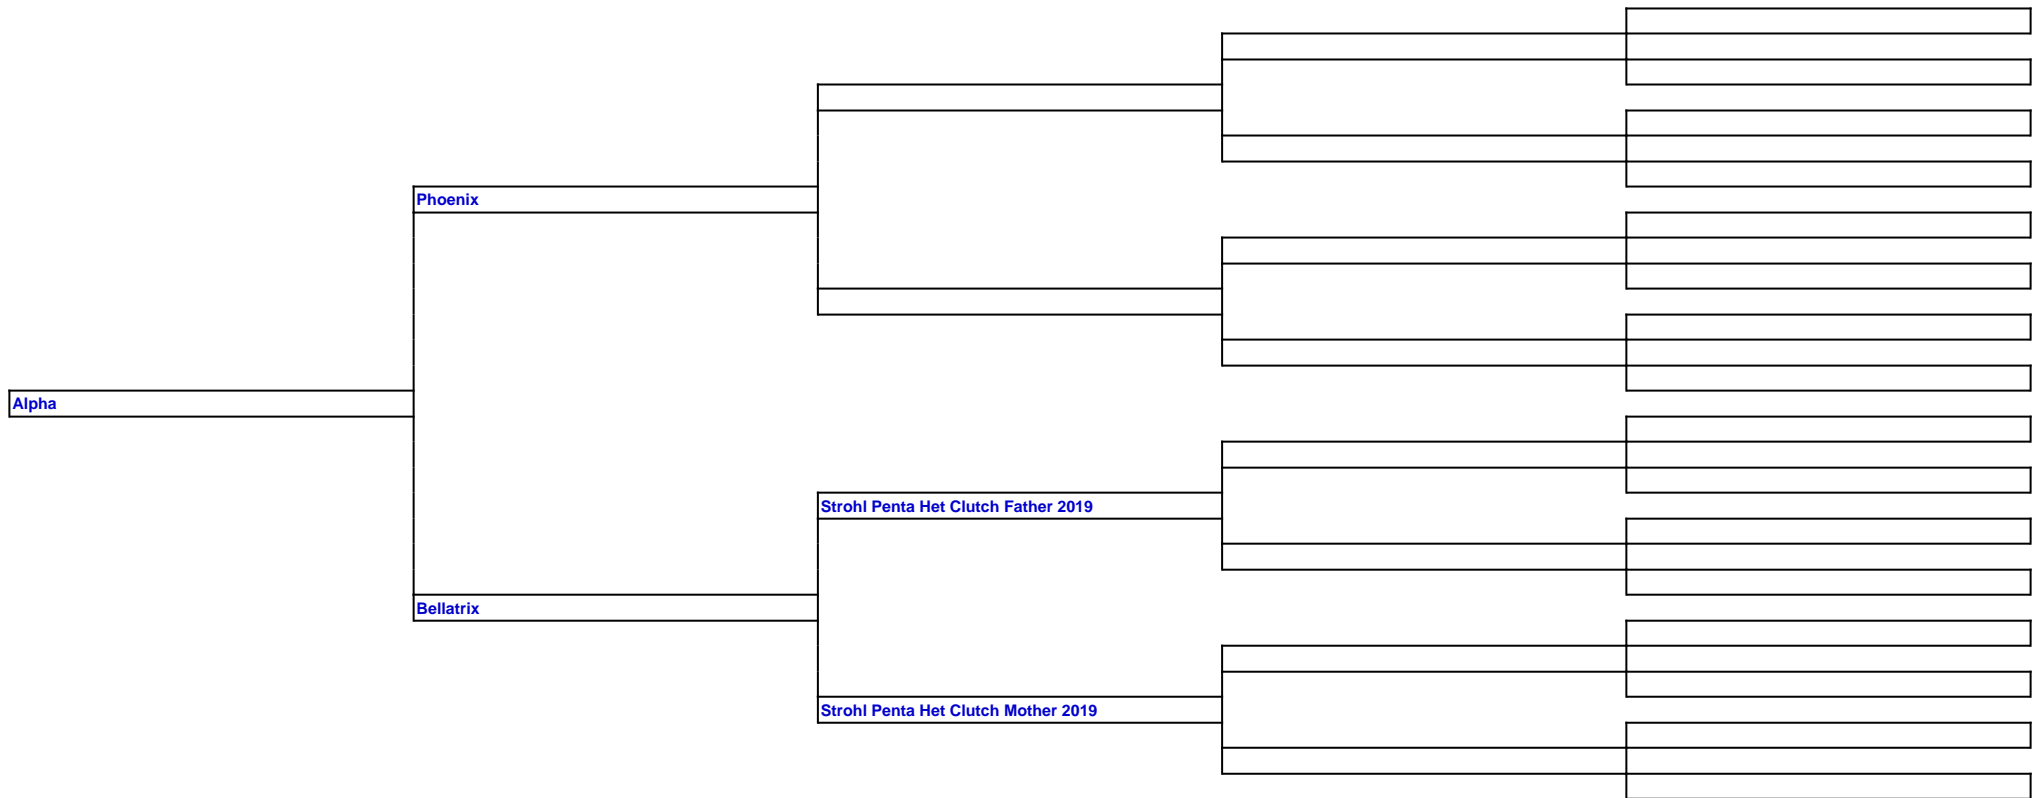 Phoenix
Alpha
Strohl Penta Het Clutch Father 2019
Bellatrix
Strohl Penta Het Clutch Mother 2019